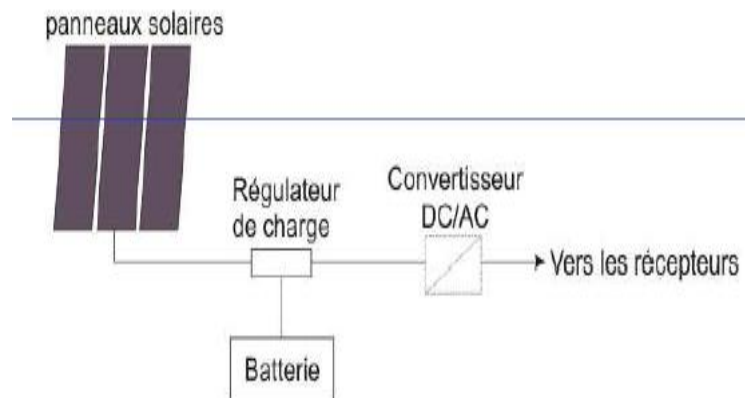 panneaux solaires
Régulateur
de charge
Convertisseur
DC/AC
Vers les récepteurs
Batterie